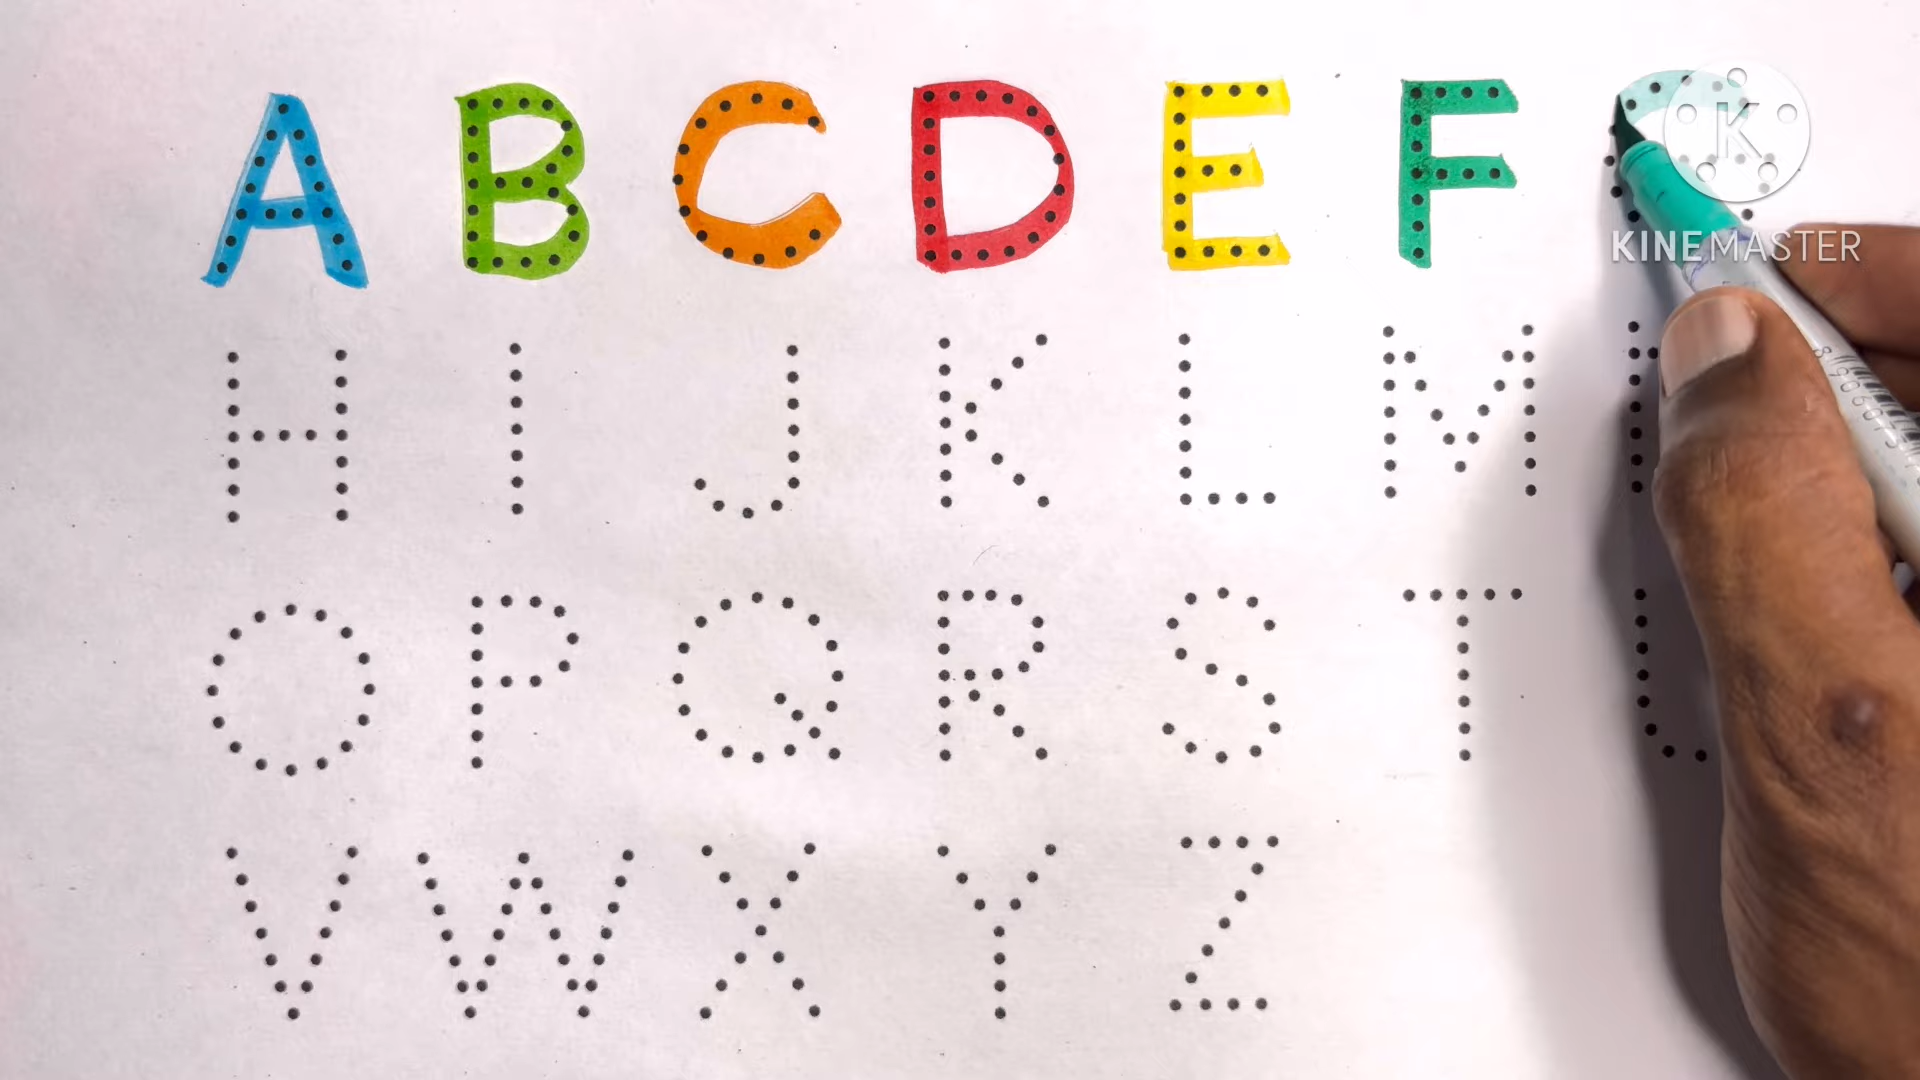 A B C D E F G
H I J K L M
O P Q R S T U
V W X Y Z
K
KINEMASTER